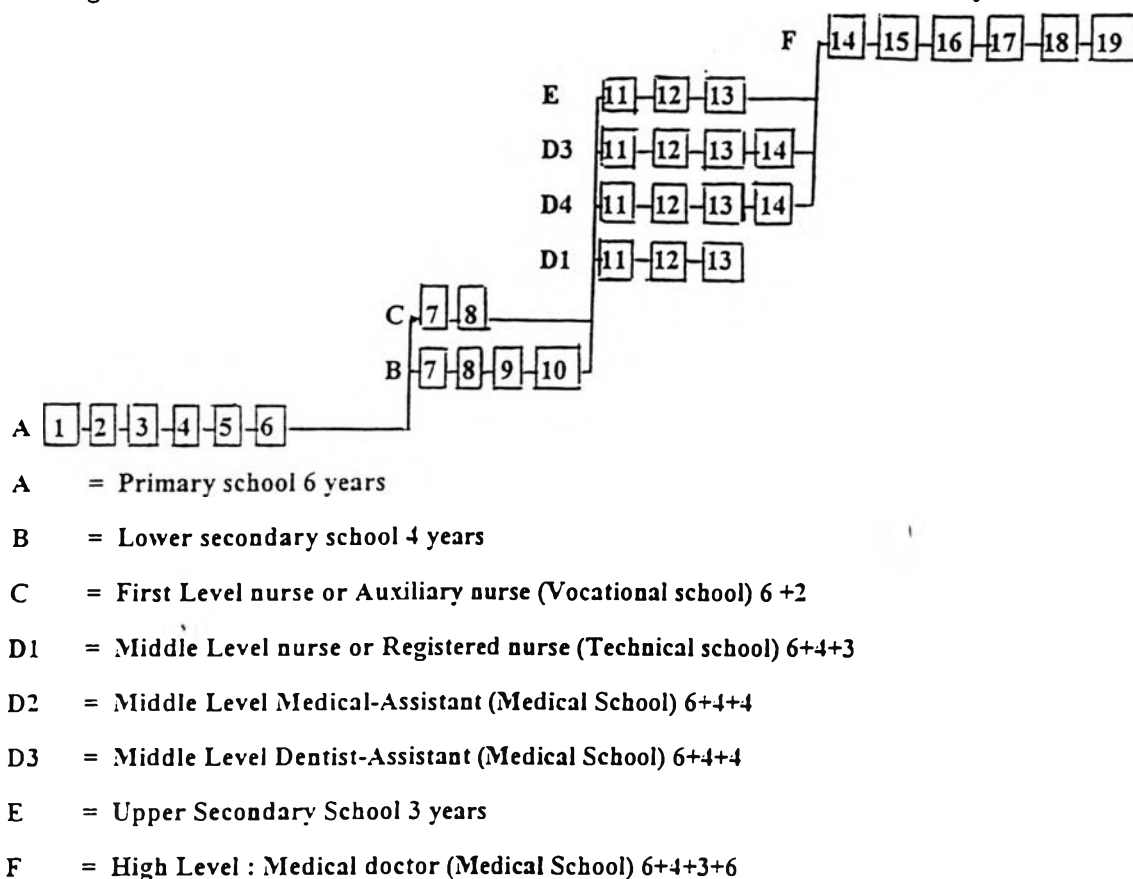 F 14 15 16 17 18 19
E 11 12 13
D3 11 12 13 14
D4 11 12 13 14
D1 11 12 13
C 7 8
B 7 8 9 10
A 1 2 3 4 5 6
A = Primary school 6 years
B = Lower secondary school 4 years
C = First Level nurse or Auxiliary nurse (Vocational school) 6 +2
D1 = Middle Level nurse or Registered nurse (Technical school) 6+4+3
D2 = Middle Level Medical-Assistant (Medical School) 6+4+4
D3 = Middle Level Dentist-Assistant (Medical School) 6+4+4
E = Upper Secondary School 3 years
F = High Level : Medical doctor (Medical School) 6+4+3+6